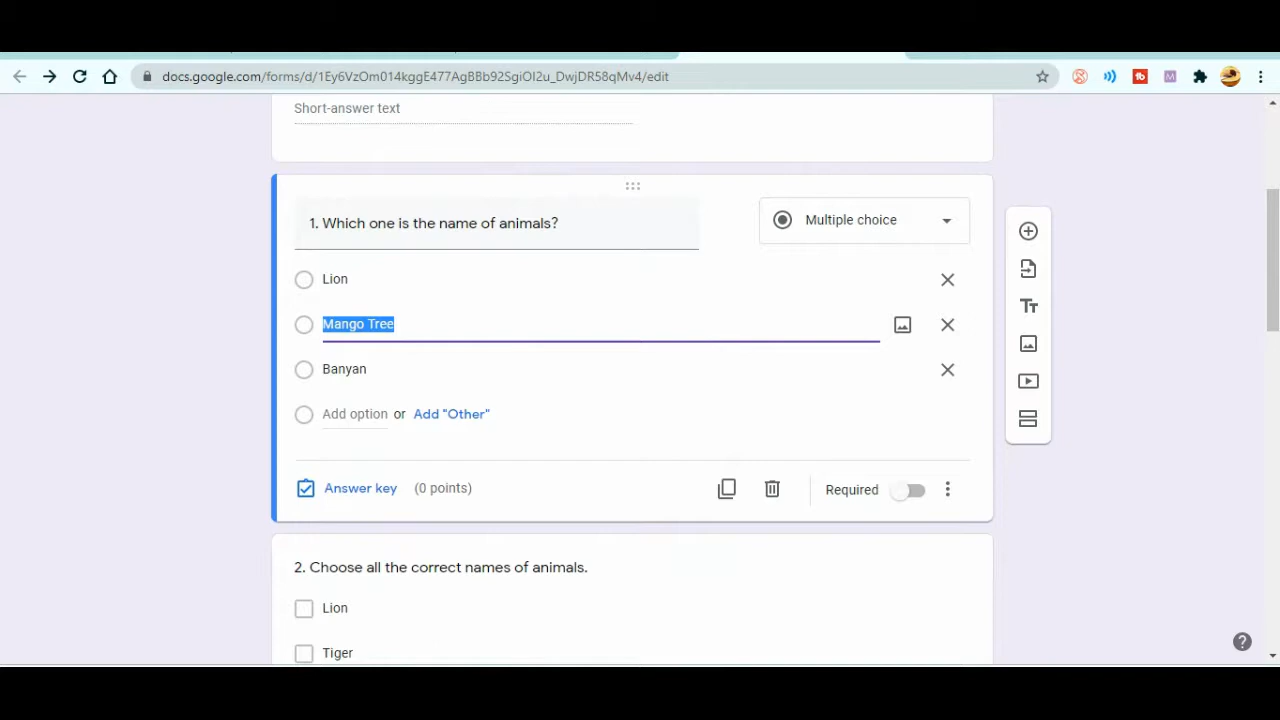 docs.google.com/forms/d/1Ey6VzOm014kggE477AgBBb92SgiOI2u_DwjDR58qMv4/edit
Short-answer text
1. Which one is the name of animals?
Multiple choice
Lion
Mango Tree
Banyan
Add option or Add "Other"
Answer key (0 points)
Required
2. Choose all the correct names of animals.
Lion
Tiger